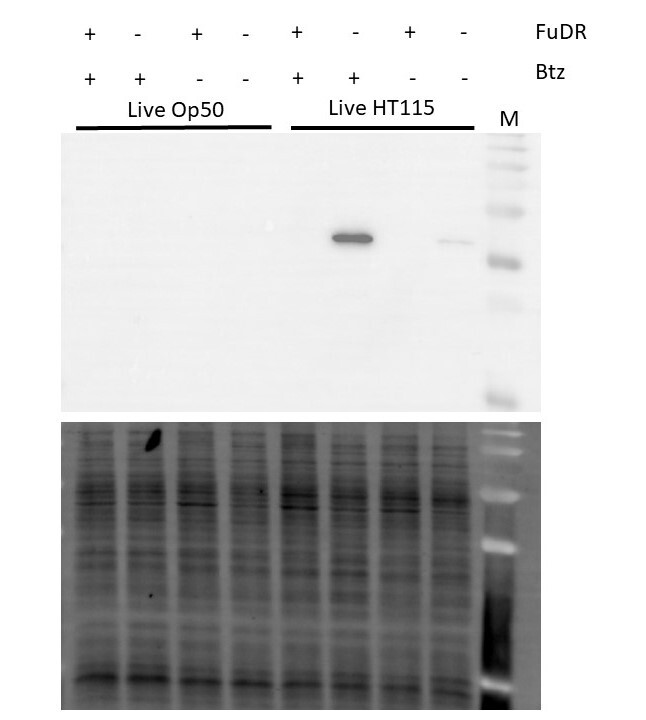 + - + - + - + - FuDR
+ + - - + + - - Btz
Live Op50 Live HT115
M